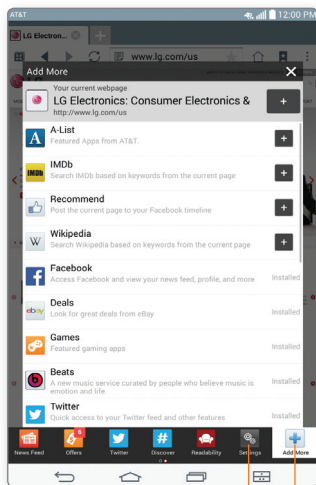 AT&T 12:00 PM
LG Electron...
www.lg.com/us
Add More
Your current webpage
LG Electronics: Consumer Electronics &
http://www.lg.com/us
A
A-List
Featured Apps from AT&T.
IMDb
IMDb
Search IMDb based on keywords from the current page
Recommend
Post the current page to your Facebook timeline
W
Wikipedia
Search Wikipedia based on keywords from the current page
f
Facebook
Access Facebook and view your news feed, profile, and more
Installed
ebay
Deals
Look for great deals from eBay
Installed
Games
Featured gaming apps
Installed
b
Beats
A new music service curated by people who believe music is
emotion and life.
Installed
Twitter
Quick access to your Twitter feed and other features
Installed
6
#
News Feed Offers Twitter Discover Readability Settings Add More